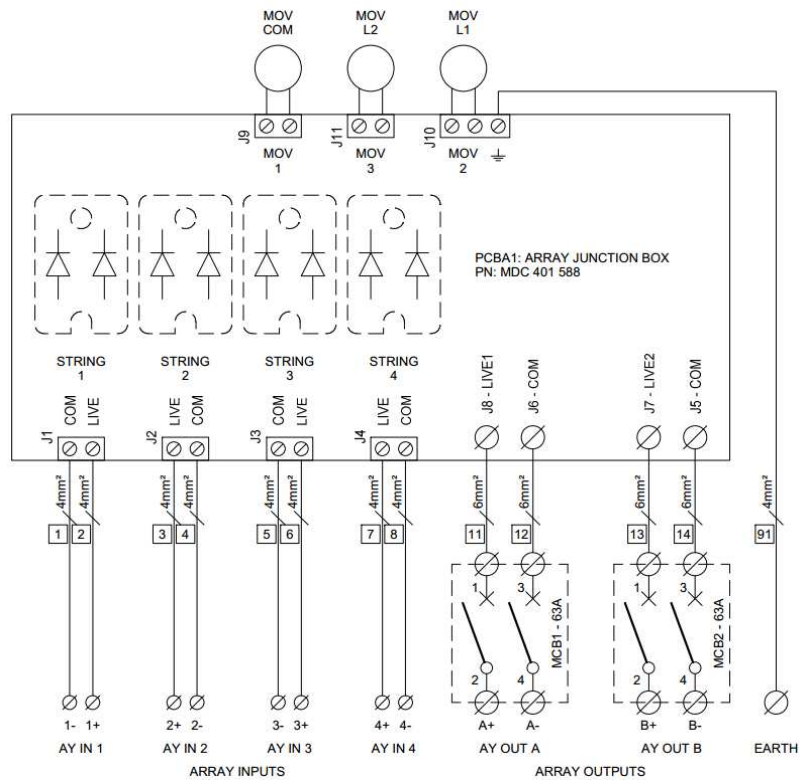 MOV COM
MOV L2
MOV L1
J9
J11
J10
MOV 1
MOV 3
MOV 2
PCBA1: ARRAY JUNCTION BOX
PN: MDC 401 588
STRING 1
STRING 2
STRING 3
STRING 4
J8 - LIVE1
J6 - COM
J7 - LIVE2
J5 - COM
J1
COM
LIVE
J2
LIVE
COM
J3
COM
LIVE
J4
LIVE
COM
4mm²
4mm²
4mm²
4mm²
4mm²
4mm²
4mm²
4mm²
6mm²
6mm²
6mm²
6mm²
4mm²
1 2
3 4
5 6
7 8
11
12
13
14
91
1 3
MCB1 - 63A
2 4
1 3
MCB2 - 63A
2 4
1- 1+
2+ 2-
3- 3+
4+ 4-
A+ A-
B+ B-
AY IN 1
AY IN 2
AY IN 3
AY IN 4
AY OUT A
AY OUT B
EARTH
ARRAY INPUTS
ARRAY OUTPUTS